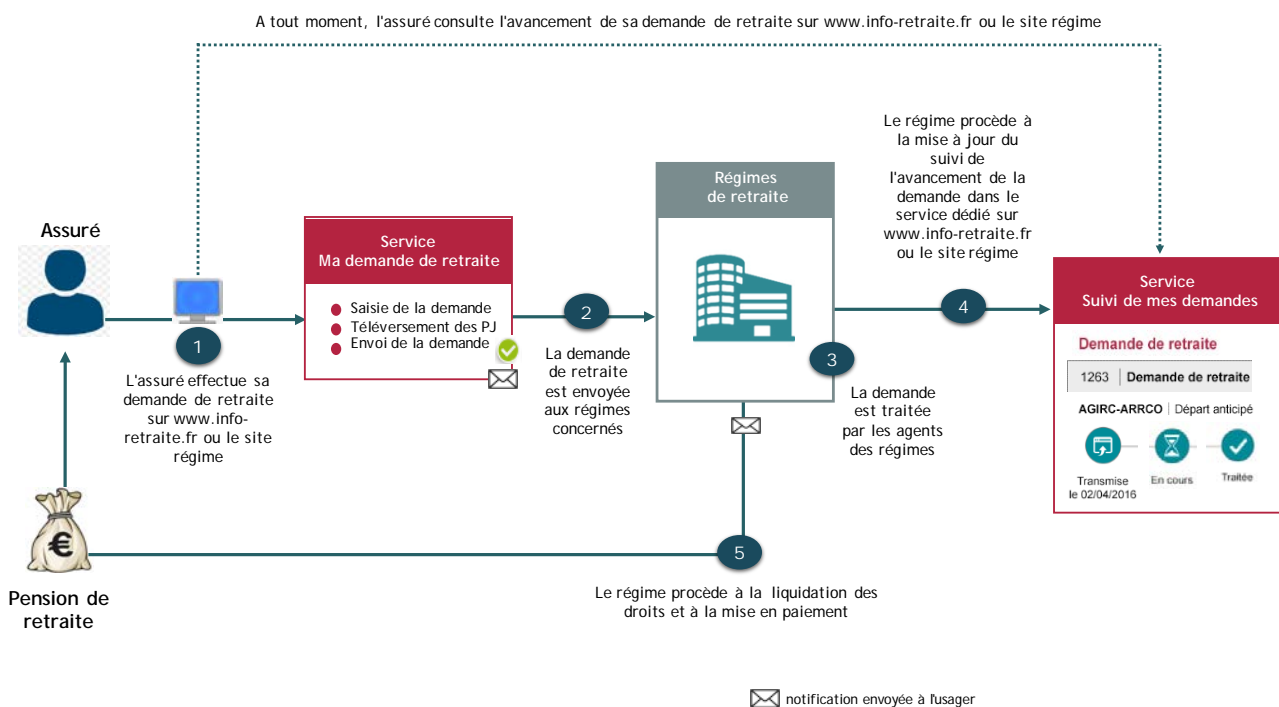 A tout moment, l'assuré consulte l'avancement de sa demande de retraite sur www.info-retraite.fr ou le site régime
Assuré
1
L'assuré effectue sa
demande de retraite
sur www.info-
retraite.fr ou le site
régime
Service
Ma demande de retraite
Saisie de la demande
Téléversement des PJ
Envoi de la demande
2
La demande
de retraite
est envoyée
aux régimes
concernés
Régimes
de retraite
3
La demande
est traitée
par les agents
des régimes
Le régime procède à
la mise à jour du
suivi de
l'avancement de la
demande dans le
service dédié sur
www.info-retraite.fr
ou le site régime
4
Service
Suivi de mes demandes
Demande de retraite
1263 | Demande de retraite
AGIRC-ARRCO | Départ anticipé
Transmise
le 02/04/2016
En cours
Traitée
5
Le régime procède à la liquidation des
droits et à la mise en paiement
€
Pension de
retraite
notification envoyée à l'usager